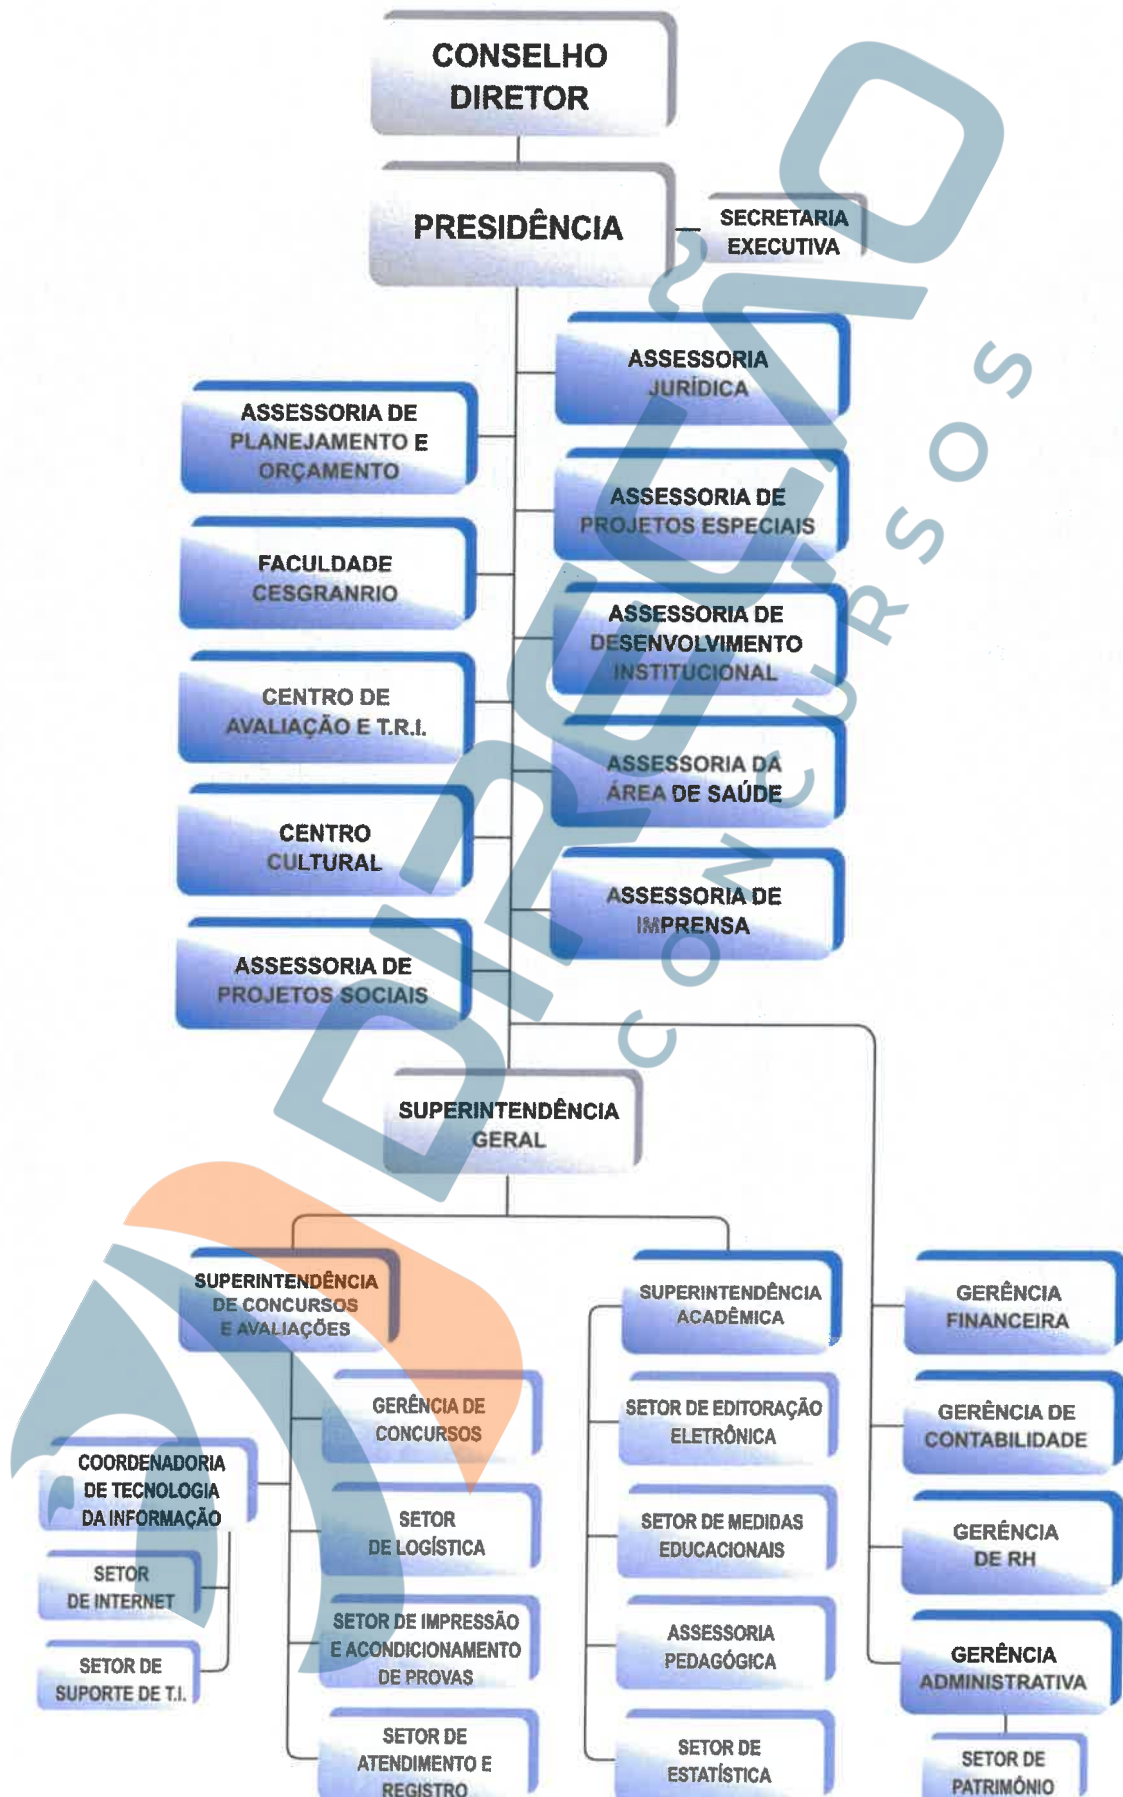 CONSELHO
DIRETOR
PRESIDÊNCIA
SECRETARIA
EXECUTIVA
ASSESSORIA
JURÍDICA
ASSESSORIA DE
PLANEJAMENTO E
ORÇAMENTO
ASSESSORIA DE
PROJETOS ESPECIAIS
FACULDADE
CESGRANRIO
ASSESSORIA DE
DESENVOLVIMENTO
INSTITUCIONAL
CENTRO DE
AVALIAÇÃO E T.R.I.
ASSESSORIA DA
ÁREA DE SAÚDE
CENTRO
CULTURAL
ASSESSORIA DE
IMPRENSA
ASSESSORIA DE
PROJETOS SOCIAIS
SUPERINTENDÊNCIA
GERAL
SUPERINTENDÊNCIA
DE CONCURSOS
E AVALIAÇÕES
GERÊNCIA DE
CONCURSOS
COORDENADORIA
DE TECNOLOGIA
DA INFORMAÇÃO
SETOR
DE INTERNET
SETOR DE
SUPORTE DE T.I.
SETOR
DE LOGÍSTICA
SETOR DE IMPRESSÃO
E ACONDICIONAMENTO
DE PROVAS
SETOR DE
ATENDIMENTO E
REGISTRO
SUPERINTENDÊNCIA
ACADÊMICA
SETOR DE EDITORAÇÃO
ELETRÔNICA
SETOR DE MEDIDAS
EDUCACIONAIS
ASSESSORIA
PEDAGÓGICA
SETOR DE
ESTATÍSTICA
GERÊNCIA
FINANCEIRA
GERÊNCIA DE
CONTABILIDADE
GERÊNCIA
DE RH
GERÊNCIA
ADMINISTRATIVA
SETOR DE
PATRIMÔNIO
DIREÇÃO
CONCURSOS